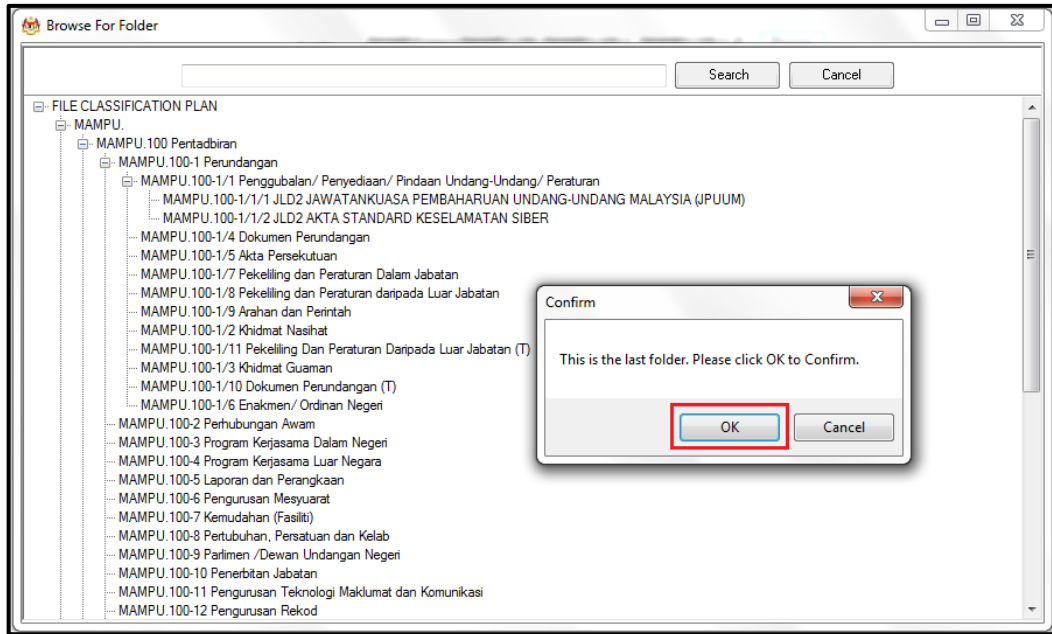 Browse For Folder
Search Cancel
FILE CLASSIFICATION PLAN
MAMPU.
MAMPU.100 Pentadbiran
MAMPU.100-1 Perundangan
MAMPU.100-1/1 Penggubalan/ Penyediaan/ Pindaan Undang-Undang/ Peraturan
MAMPU.100-1/1/1 JLD2 JAWATANKUASA PEMBAHARUAN UNDANG-UNDANG MALAYSIA (JPUUM)
MAMPU.100-1/1/2 JLD2 AKTA STANDARD KESELAMATAN SIBER
MAMPU.100-1/4 Dokumen Perundangan
MAMPU.100-1/5 Akta Persekutuan
MAMPU.100-1/7 Pekeliling dan Peraturan Dalam Jabatan
MAMPU.100-1/8 Pekeliling dan Peraturan daripada Luar Jabatan
MAMPU.100-1/9 Arahan dan Perintah
MAMPU.100-1/2 Khidmat Nasihat
MAMPU.100-1/11 Pekeliling Dan Peraturan Daripada Luar Jabatan (T)
MAMPU.100-1/3 Khidmat Guaman
MAMPU.100-1/10 Dokumen Perundangan (T)
MAMPU.100-1/6 Enakmen/ Ordinan Negeri
MAMPU.100-2 Perhubungan Awam
MAMPU.100-3 Program Kerjasama Dalam Negeri
MAMPU.100-4 Program Kerjasama Luar Negara
MAMPU.100-5 Laporan dan Perangkaan
MAMPU.100-6 Pengurusan Mesyuarat
MAMPU.100-7 Kemudahan (Fasiliti)
MAMPU.100-8 Pertubuhan, Persatuan dan Kelab
MAMPU.100-9 Parlimen /Dewan Undangan Negeri
MAMPU.100-10 Penerbitan Jabatan
MAMPU.100-11 Pengurusan Teknologi Maklumat dan Komunikasi
MAMPU.100-12 Pengurusan Rekod
Confirm
This is the last folder. Please click OK to Confirm.
OK Cancel